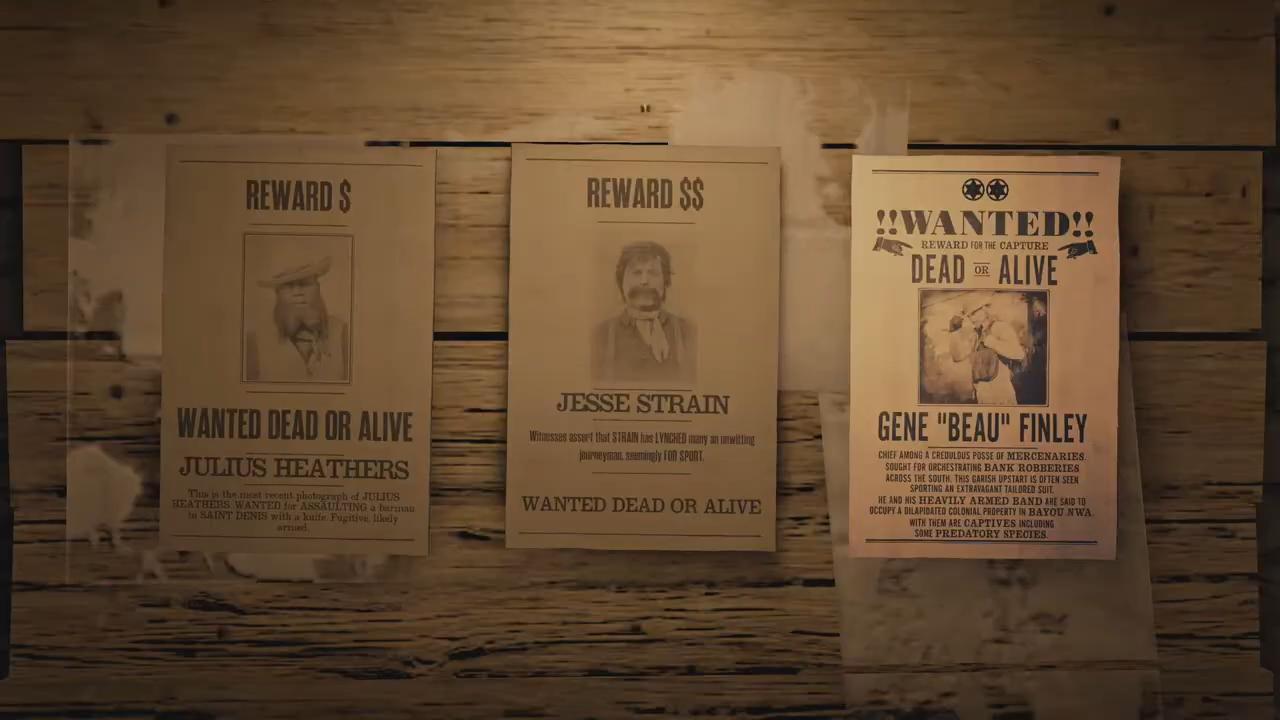 REWARD $
WANTED DEAD OR ALIVE
JULIUS HEATHERS
This is the most recent photograph of JULIUS
HEATHERS WANTED for ASSAULTING a barman
in SAINT DENIS with a knife. Fugitive likely
armed.
REWARD $$
JESSE STRAIN
Witnesses assert that STRAIN has LYNCHED many an unwitting
journeyman, seemingly FOR SPORT.
WANTED DEAD OR ALIVE
!!WANTED!!
REWARD FOR THE CAPTURE
DEAD OR ALIVE
GENE "BEAU" FINLEY
CHIEF AMONG A CREDULOUS POSSE OF MERCENARIES.
SOUGHT FOR ORCHESTRATING BANK ROBBERIES
ACROSS THE SOUTH. THIS GARISH UPSTART IS OFTEN SEEN
SPORTING AN EXTRAVAGANT TAILORED SUIT.
HE AND HIS HEAVILY ARMED BAND ARE SAID TO
OCCUPY A DILAPIDATED COLONIAL PROPERTY IN BAYOU NWA.
WITH THEM ARE CAPTIVES INCLUDING
SOME PREDATORY SPECIES.